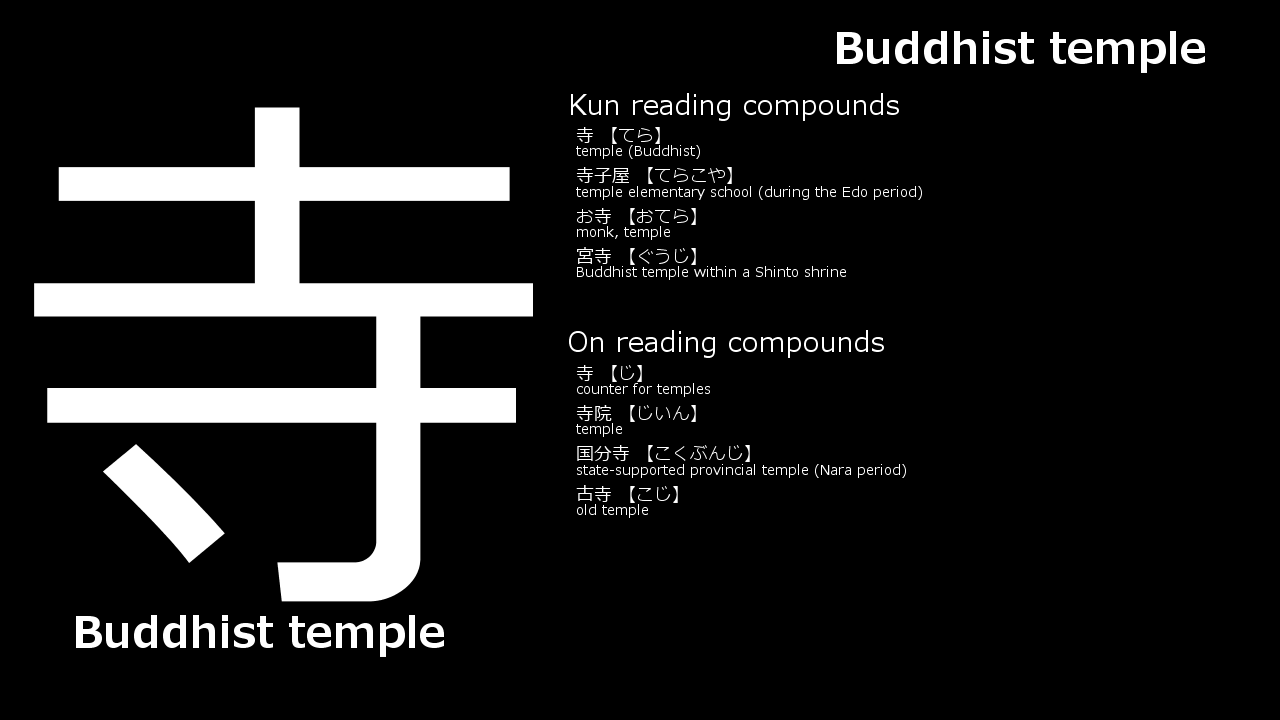 Buddhist temple
寺
Buddhist temple
Kun reading compounds
寺 【てら】
temple (Buddhist)
寺子屋 【てらこや】
temple elementary school (during the Edo period)
お寺 【おてら】
monk, temple
宮寺 【ぐうじ】
Buddhist temple within a Shinto shrine
On reading compounds
寺 【じ】
counter for temples
寺院 【じいん】
temple
国分寺 【こくぶんじ】
state-supported provincial temple (Nara period)
古寺 【こじ】
old temple